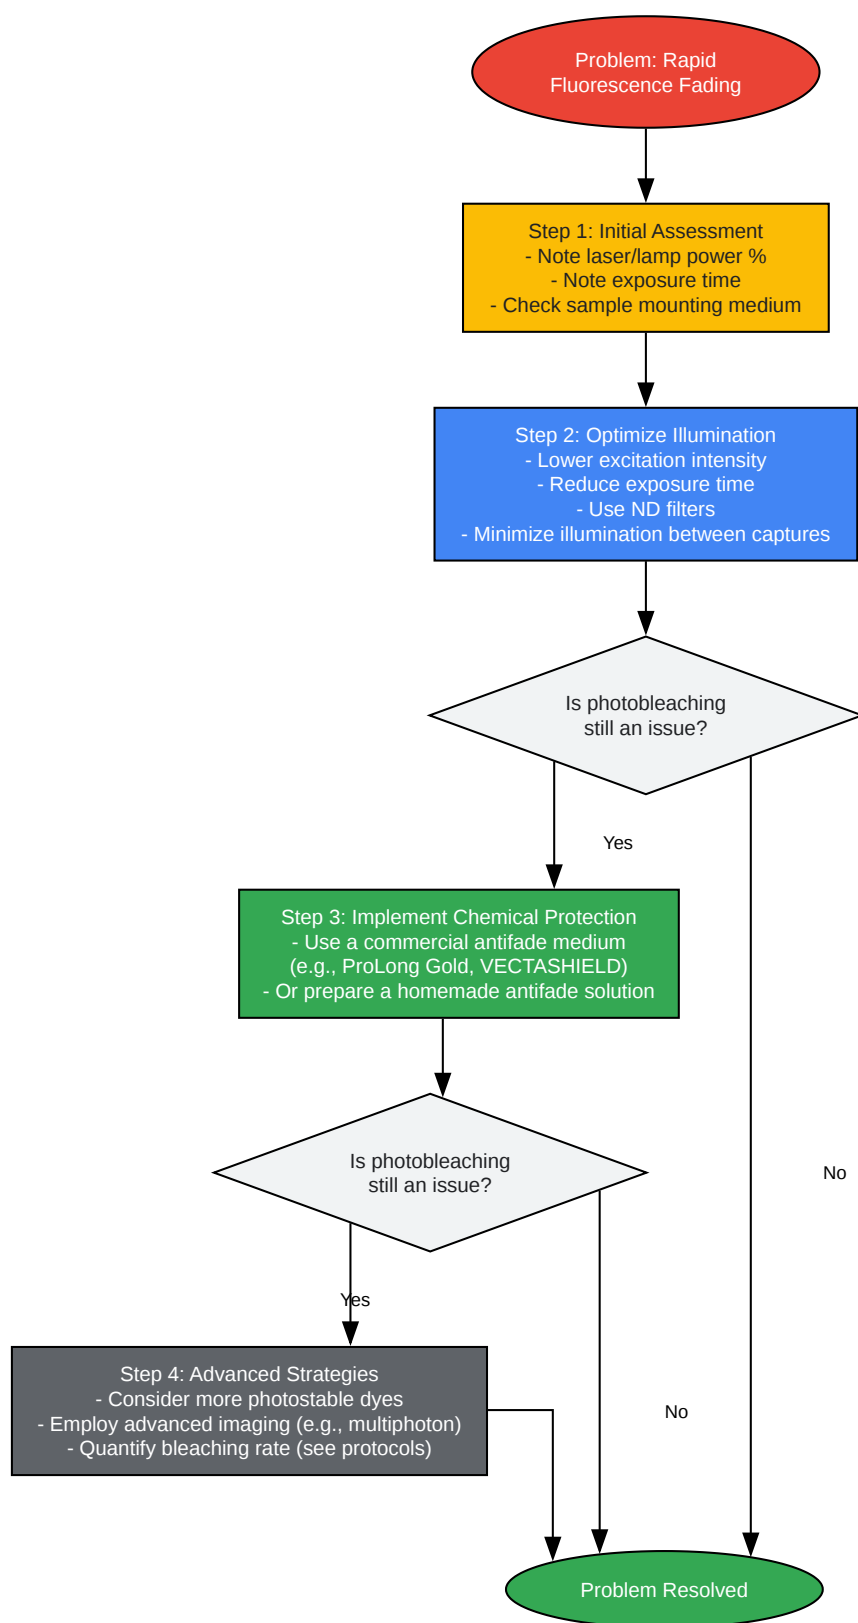 Problem: Rapid
Fluorescence Fading
Step 1: Initial Assessment
- Note laser/lamp power %
- Note exposure time
- Check sample mounting medium
Step 2: Optimize Illumination
- Lower excitation intensity
- Reduce exposure time
- Use ND filters
- Minimize illumination between captures
Is photobleaching
still an issue?
Yes
Step 3: Implement Chemical Protection
- Use a commercial antifade medium
(e.g., ProLong Gold, VECTASHIELD)
- Or prepare a homemade antifade solution
Is photobleaching
still an issue?
No
Yes
Step 4: Advanced Strategies
- Consider more photostable dyes
- Employ advanced imaging (e.g., multiphoton)
- Quantify bleaching rate (see protocols)
No
Problem Resolved